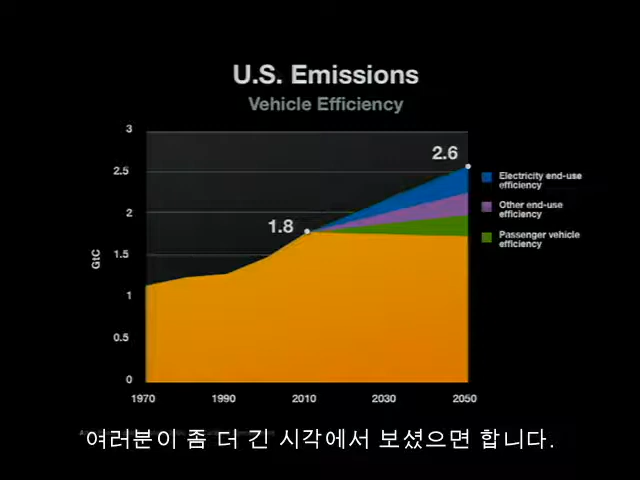 U.S. Emissions
Vehicle Efficiency
3
2.5
2
1.5
1
0.5
0
GtC
1.8
2.6
Electricity end-use
efficiency
Other end-use
efficiency
Passenger vehicle
efficiency
1970
1990
2010
2030
2050
여러분이 좀 더 긴 시각에서 보셨으면 합니다.